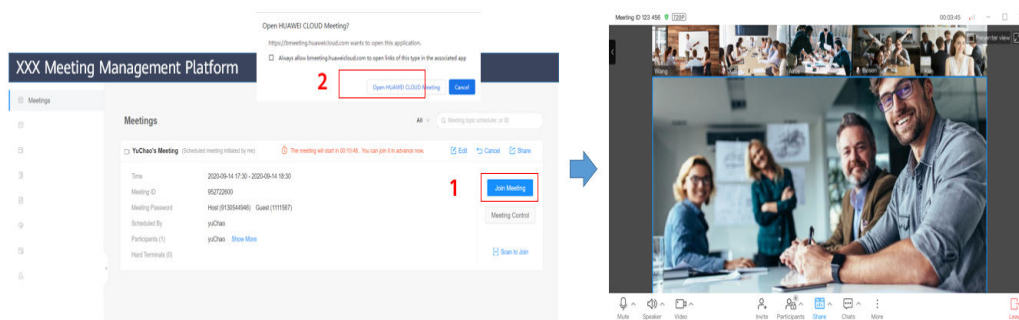 Open HUAWEI CLOUD Meeting?
https://bmeeting.huaweicloud.com wants to open this application.
Always allow bmeeting.huaweicloud.com to open links of this type in the associated app
2
Open HUAWEI CLOUD Meeting
Cancel
XXX Meeting Management Platform
Meetings
Meetings
All
YuChao's Meeting (Scheduled meeting initiated by me)
The meeting will start in 00:10:46. You can join it in advance now.
Edit
Cancel
Share
Time 2020-09-14 17:30 - 2020-09-14 18:30
Meeting ID 952722600
Meeting Password Host (9130544946) Guest (1111567)
Scheduled By yuChao
Participants (1) yuChao Show More
Hard Terminals (0)
1
Join Meeting
Meeting Control
Scan to Join
Meeting ID 123 456 720P
00:03:45
Presenter view
Wang
Mute
Speaker
Video
Invite
Participants
Share
Chats
More